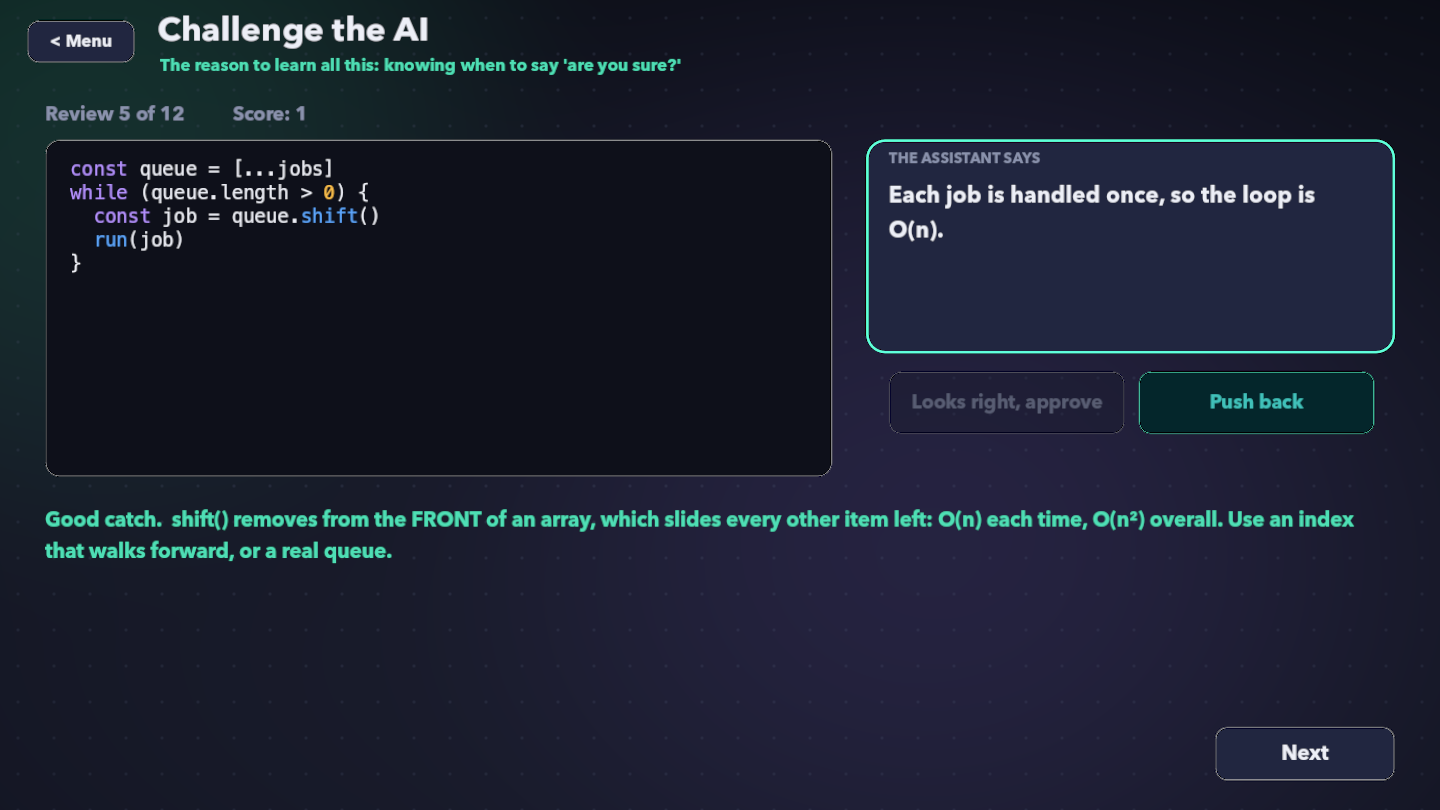 < Menu
Challenge the AI
The reason to learn all this: knowing when to say 'are you sure?'
Review 5 of 12 Score: 1
const queue = [...jobs]
while (queue.length > 0) {
  const job = queue.shift()
  run(job)
}
THE ASSISTANT SAYS
Each job is handled once, so the loop is
O(n).
Looks right, approve
Push back
Good catch.  shift() removes from the FRONT of an array, which slides every other item left: O(n) each time, O(n²) overall. Use an index
that walks forward, or a real queue.
Next